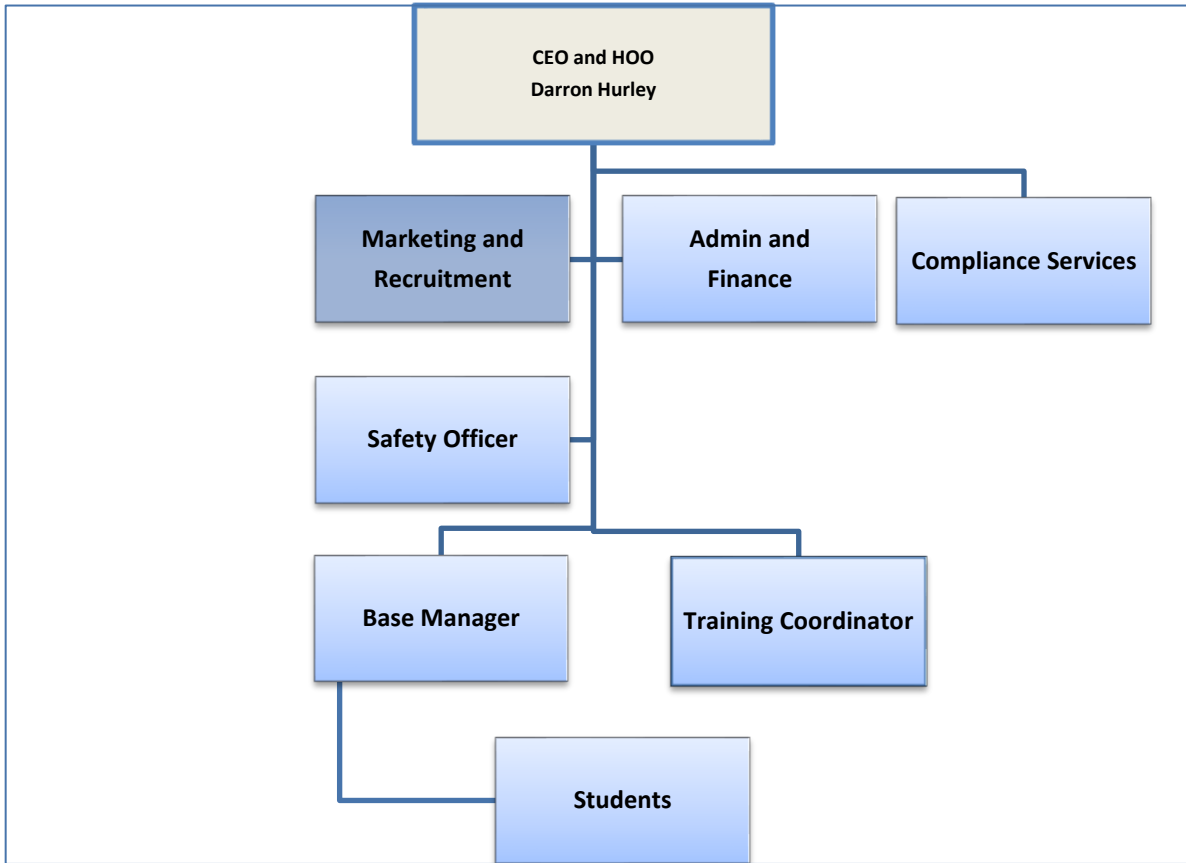 CEO and HOO
Darron Hurley
Marketing and
Recruitment
Admin and
Finance
Compliance Services
Safety Officer
Base Manager
Training Coordinator
Students